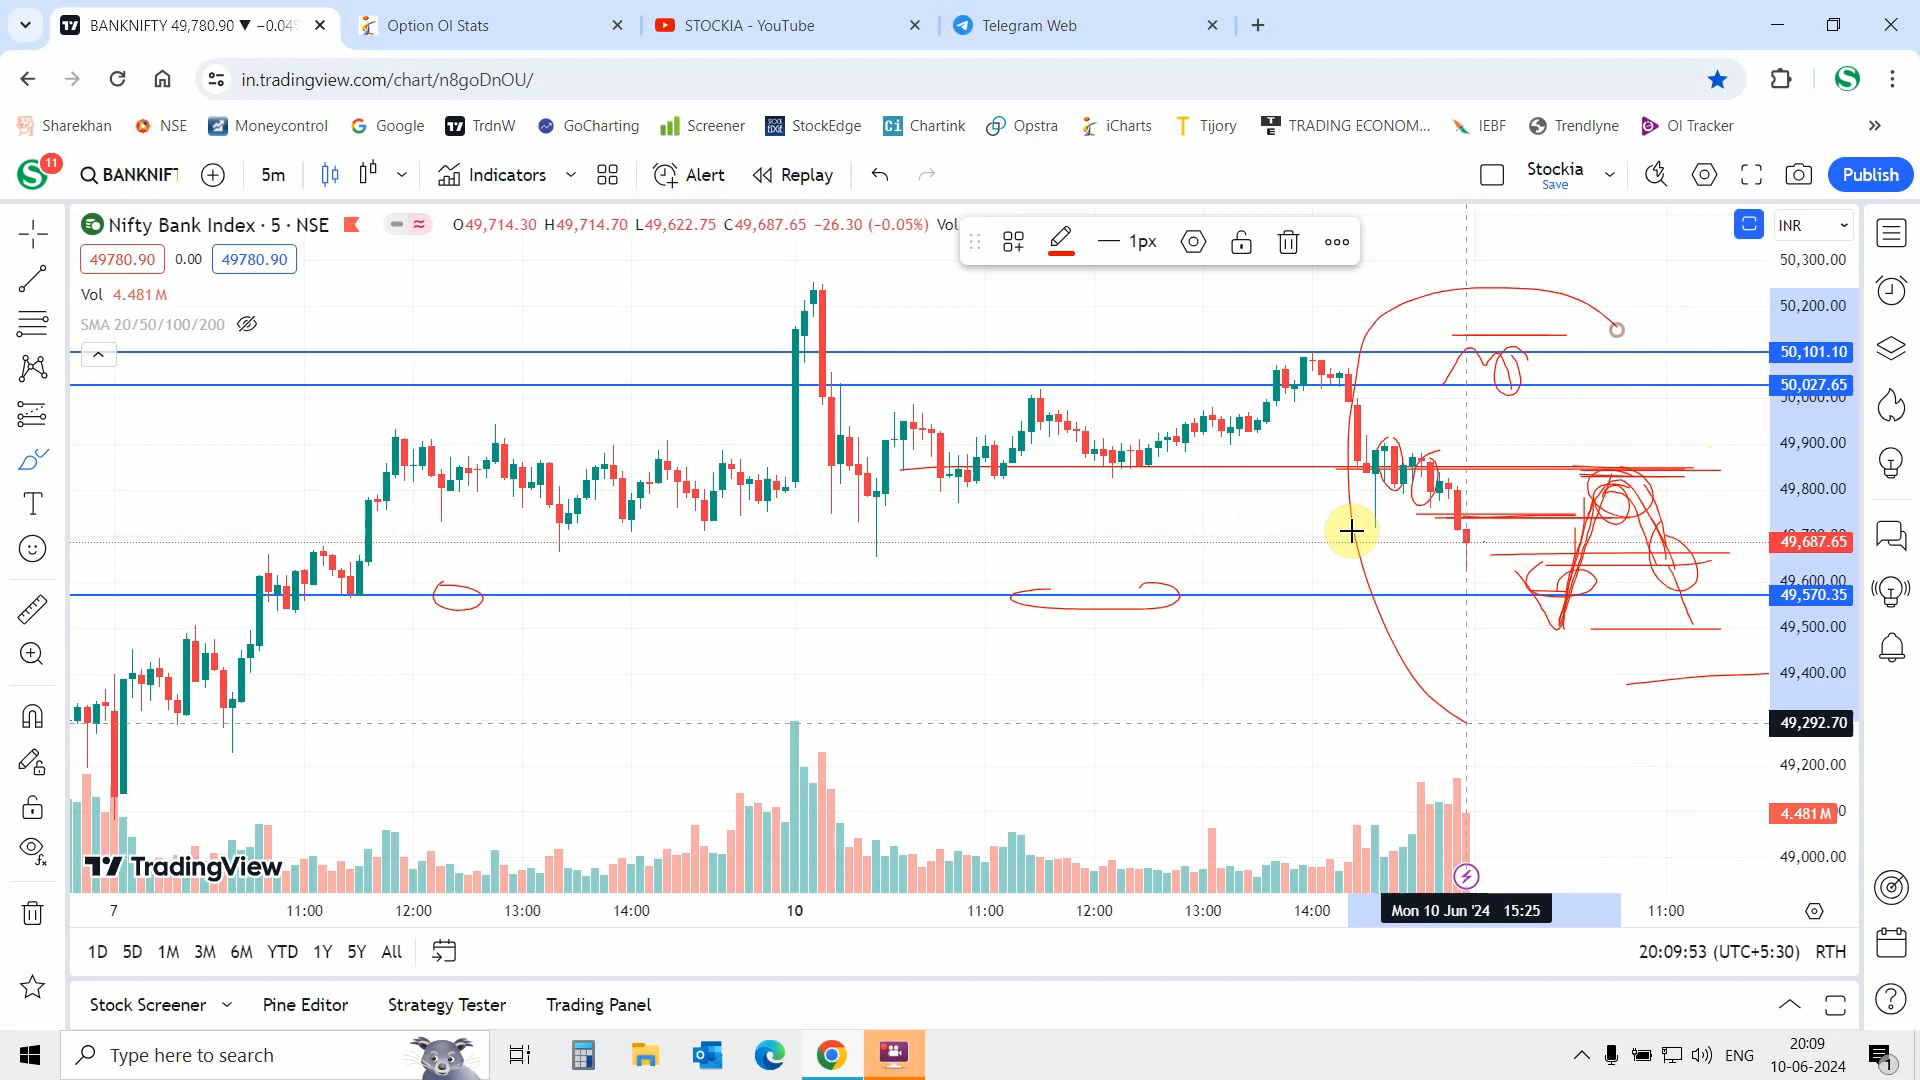 BANKNIFTY 49,780.90 ▼ −0.04%
Option OI Stats
STOCKIA - YouTube
Telegram Web
in.tradingview.com/chart/n8goDnOU/
Sharekhan NSE Moneycontrol Google TrdnW GoCharting Screener StockEdge Chartink Opstra iCharts Tijory TRADING ECONOM... IEBF Trendlyne OI Tracker
11
BANKNIFT 5m Indicators Alert Replay Stockia Save Publish
Nifty Bank Index · 5 · NSE O49,714.30 H49,714.70 L49,622.75 C49,687.65 −26.30 (−0.05%) Vol
1px
INR
49780.90 0.00 49780.90
Vol 4.481 M
SMA 20/50/100/200
50,300.00
50,200.00
50,101.10
50,027.65
50,000.00
49,900.00
49,800.00
49,687.65
49,600.00
49,570.35
49,500.00
49,400.00
49,292.70
49,200.00
4.481 M
49,000.00
TradingView
7 11:00 12:00 13:00 14:00 10 11:00 12:00 13:00 14:00 Mon 10 Jun '24 15:25 11:00
1D 5D 1M 3M 6M YTD 1Y 5Y All 20:09:53 (UTC+5:30) RTH
Stock Screener Pine Editor Strategy Tester Trading Panel
Type here to search
ENG
20:09
10-06-2024
1